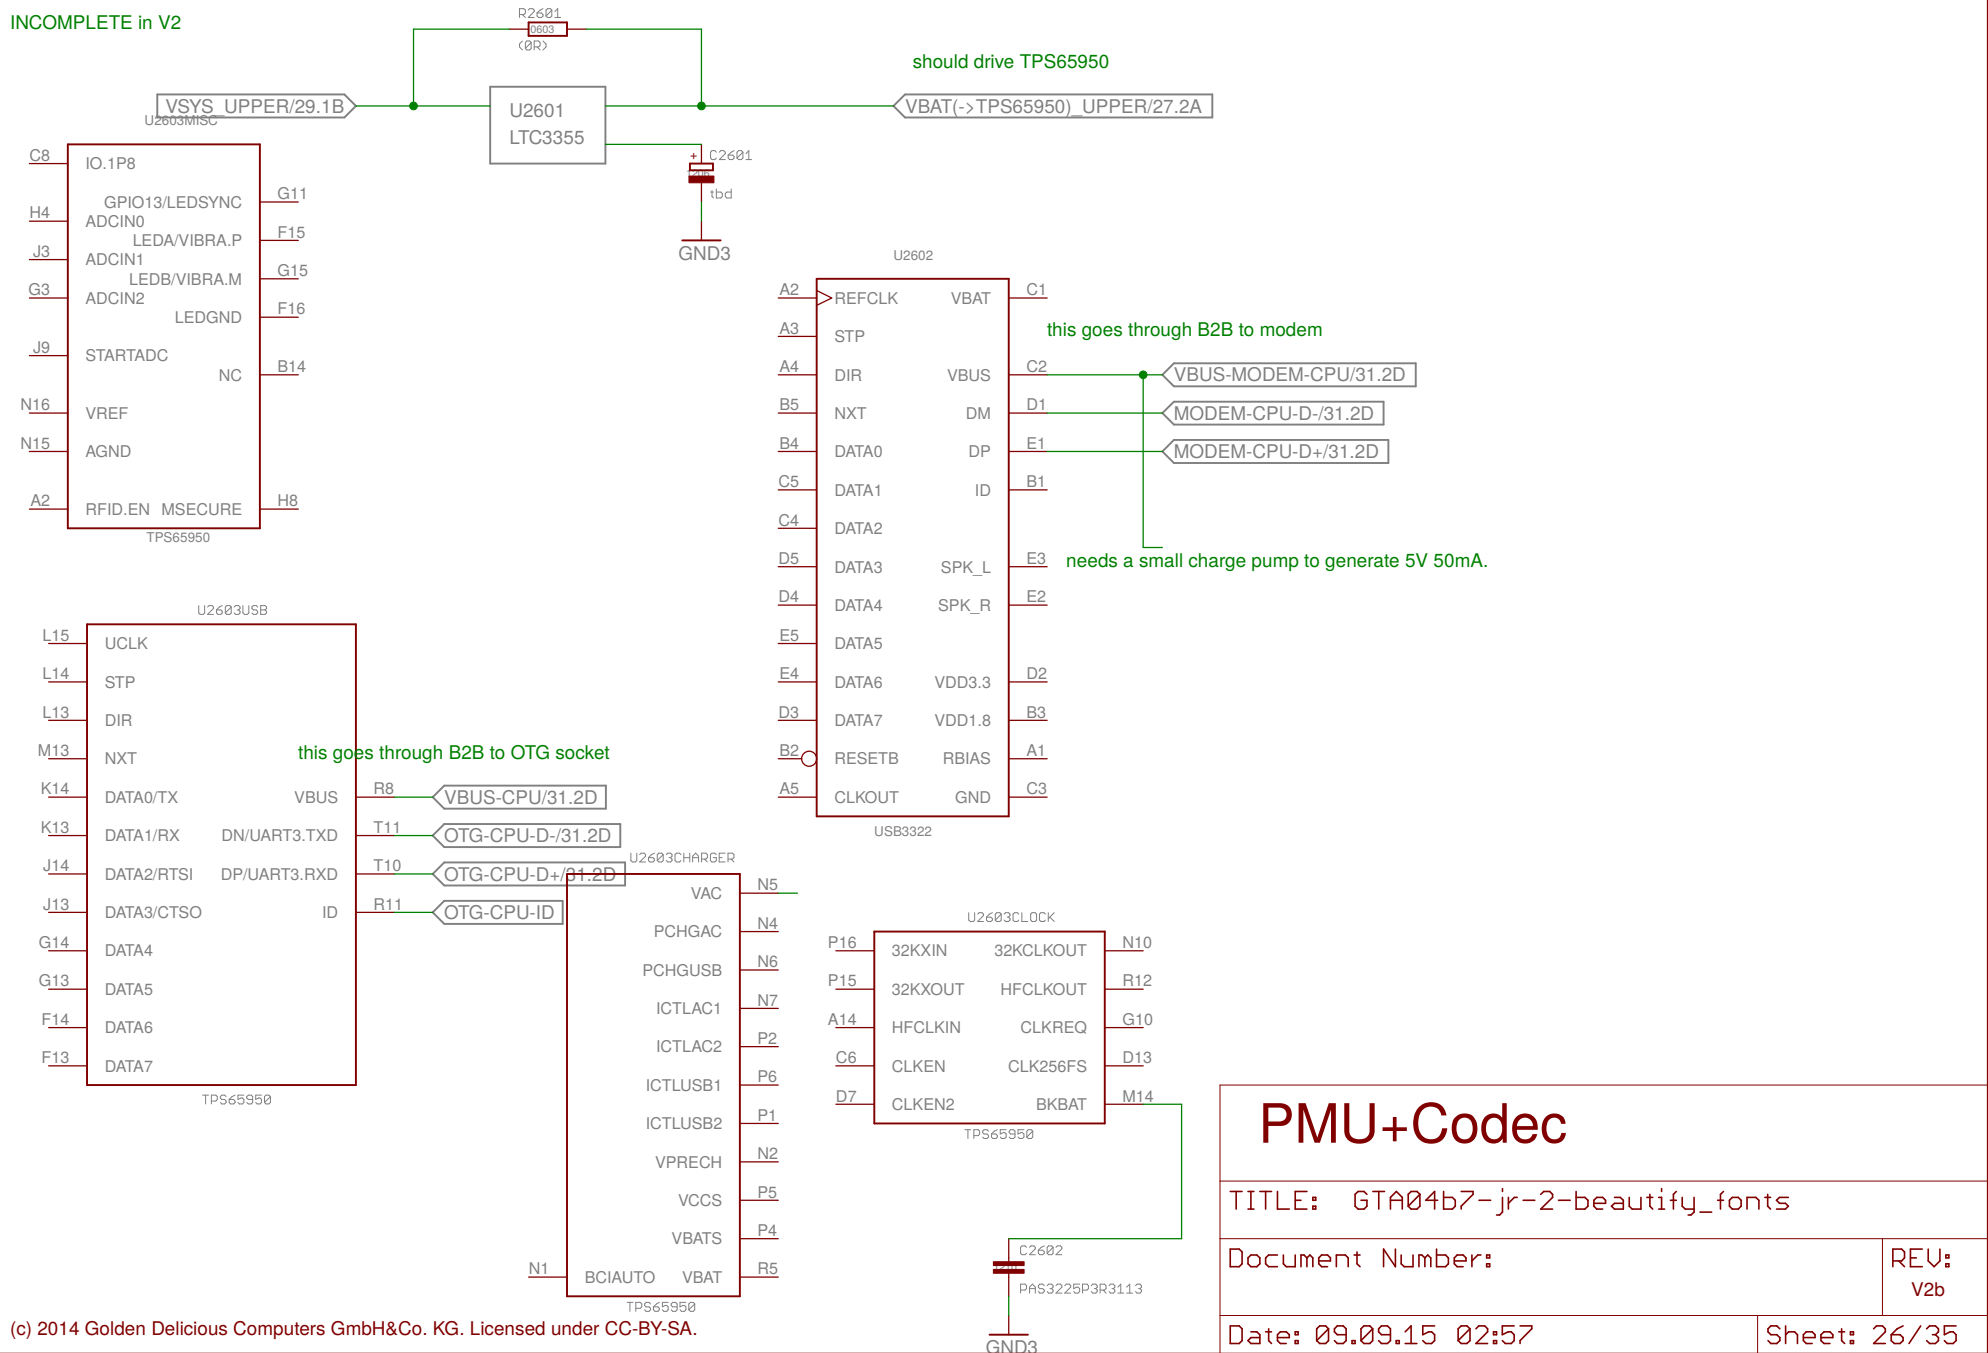 INCOMPLETE in V2
R2601
0603
(0R)
should drive TPS65950
VSYS_UPPER/29.1B
U2601
LTC3355
VBAT(->TPS65950)_UPPER/27.2A
C2601
+
tbd
GND3
U2603MISC
C8 IO.1P8
GPIO13/LEDSYNC G11
H4 ADCIN0
LEDA/VIBRA.P F15
J3 ADCIN1
LEDB/VIBRA.M G15
G3 ADCIN2
LEDGND F16
J9 STARTADC
NC B14
N16 VREF
N15 AGND
A2 RFID.EN MSECURE H8
TPS65950
U2602
A2 REFCLK VBAT C1
A3 STP
this goes through B2B to modem
A4 DIR VBUS C2 VBUS-MODEM-CPU/31.2D
B5 NXT DM D1 MODEM-CPU-D-/31.2D
B4 DATA0 DP E1 MODEM-CPU-D+/31.2D
C5 DATA1 ID B1
C4 DATA2
D5 DATA3 SPK_L E3
needs a small charge pump to generate 5V 50mA.
D4 DATA4 SPK_R E2
E5 DATA5
E4 DATA6 VDD3.3 D2
D3 DATA7 VDD1.8 B3
B2 RESETB RBIAS A1
A5 CLKOUT GND C3
USB3322
U2603USB
L15 UCLK
L14 STP
L13 DIR
M13 NXT
this goes through B2B to OTG socket
K14 DATA0/TX VBUS R8 VBUS-CPU/31.2D
K13 DATA1/RX DN/UART3.TXD T11 OTG-CPU-D-/31.2D
J14 DATA2/RTSI DP/UART3.RXD T10 OTG-CPU-D+/31.2D
J13 DATA3/CTSO ID R11 OTG-CPU-ID
G14 DATA4
G13 DATA5
F14 DATA6
F13 DATA7
TPS65950
U2603CHARGER
VAC N5
PCHGAC N4
PCHGUSB N6
ICTLAC1 N7
ICTLAC2 P2
ICTLUSB1 P6
ICTLUSB2 P1
VPRECH N2
VCCS P5
VBATS P4
N1 BCIAUTO VBAT R5
TPS65950
U2603CLOCK
P16 32KXIN 32KCLKOUT N10
P15 32KXOUT HFCLKOUT R12
A14 HFCLKIN CLKREQ G10
C6 CLKEN CLK256FS D13
D7 CLKEN2 BKBAT M14
TPS65950
C2602
PAS3225P3R3113
GND3
(c) 2014 Golden Delicious Computers GmbH&Co. KG. Licensed under CC-BY-SA.
PMU+Codec
TITLE: GTA04b7-jr-2-beautify_fonts
Document Number:
REV:
V2b
Date: 09.09.15 02:57
Sheet: 26/35